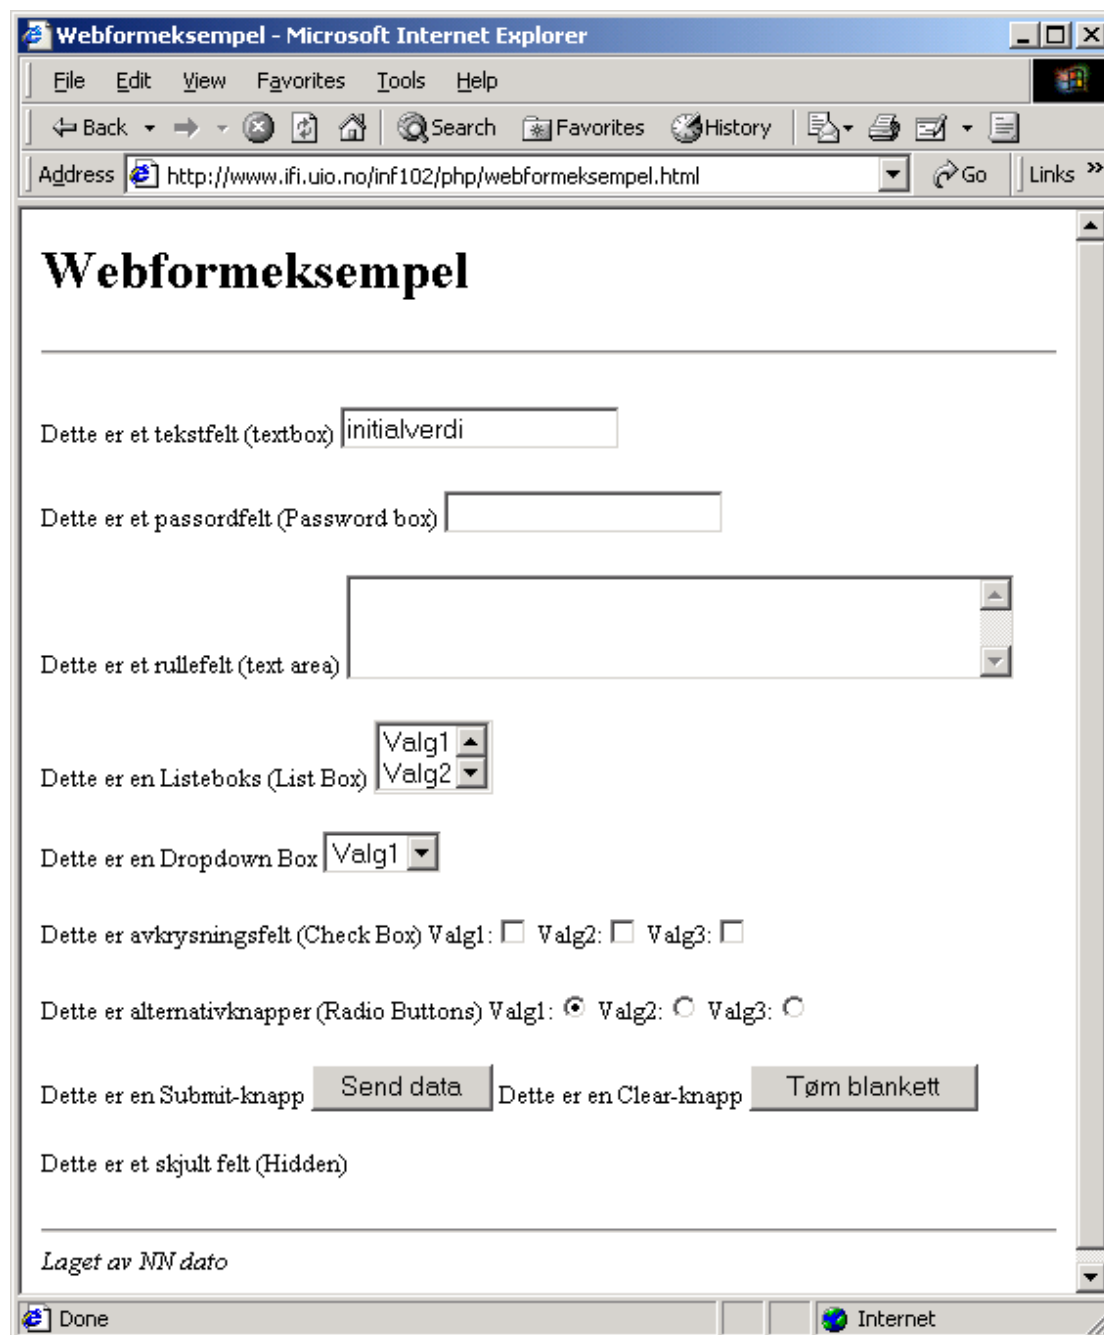 Webformeksempel - Microsoft Internet Explorer
File Edit View Favorites Tools Help
Back Search Favorites History
Address http://www.ifi.uio.no/inf102/php/webformeksempel.html Go Links »
Webformeksempel
Dette er et tekstfelt (textbox) initialverdi
Dette er et passordfelt (Password box)
Dette er et rullefelt (text area)
Valg1
Dette er en Listeboks (List Box) Valg2
Dette er en Dropdown Box Valg1
Dette er avkrysningsfelt (Check Box) Valg1: Valg2: Valg3:
Dette er alternativknapper (Radio Buttons) Valg1: Valg2: Valg3:
Dette er en Submit-knapp Send data Dette er en Clear-knapp Tøm blankett
Dette er et skjult felt (Hidden)
Laget av NN dato
Done Internet